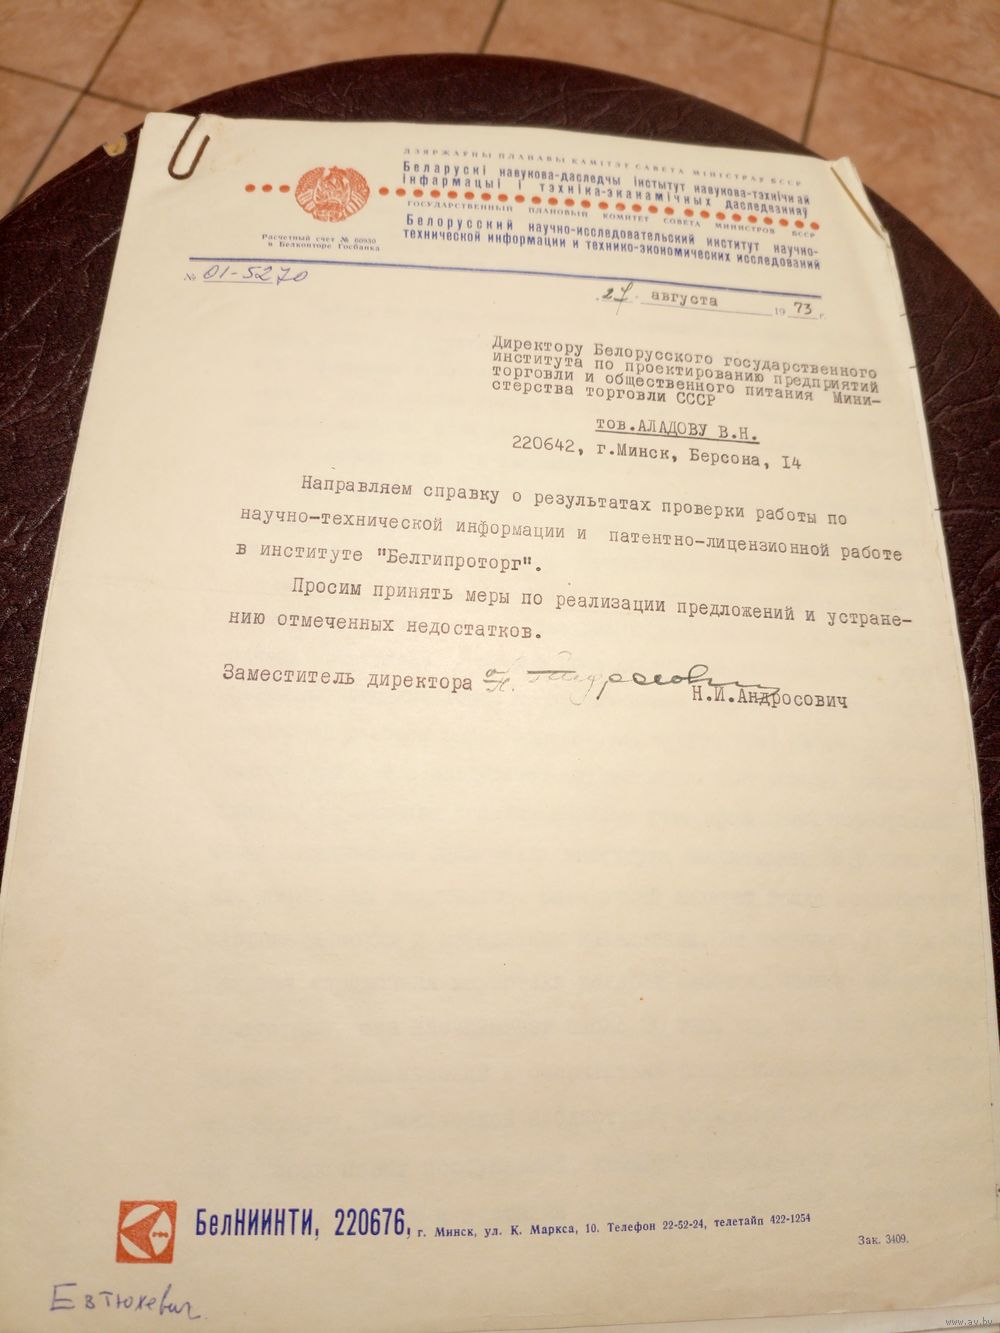 ДЗЯРЖАЎНЫ ПЛАНАВЫ КАМІТЭТ САВЕТА МІНІСТРАЎ БССР
Беларускі навукова-даследчы інстытут навукова-тэхнічнай
інфармацыі і тэхніка-эканамічных даследванняў
ГОСУДАРСТВЕННЫЙ ПЛАНОВЫЙ КОМИТЕТ СОВЕТА МИНИСТРОВ БССР
Белорусский научно-исследовательский институт научно-
технической информации и технико-экономических исследований
Расчетный счет № 60930
в Белконторе Госбанка
№ 01-5270
27 августа 1973 г.
Директору Белорусского государственного
института по проектированию предприятий
торговли и общественного питания Мини-
стерства торговли СССР
тов.АЛАДОВУ В.Н.
220642, г.Минск, Берсона, 14
Направляем справку о результатах проверки работы по
научно-технической информации и патентно-лицензионной работе
в институте "Белгипроторг".
Просим принять меры по реализации предложений и устране-
нию отмеченных недостатков.
Заместитель директора
Н.И.Андросович
БелНИИНТИ, 220676, г. Минск, ул. К. Маркса, 10. Телефон 22-52-24, телетайп 422-1254
Зак. 3409.
Евтюхевич
www.av.by